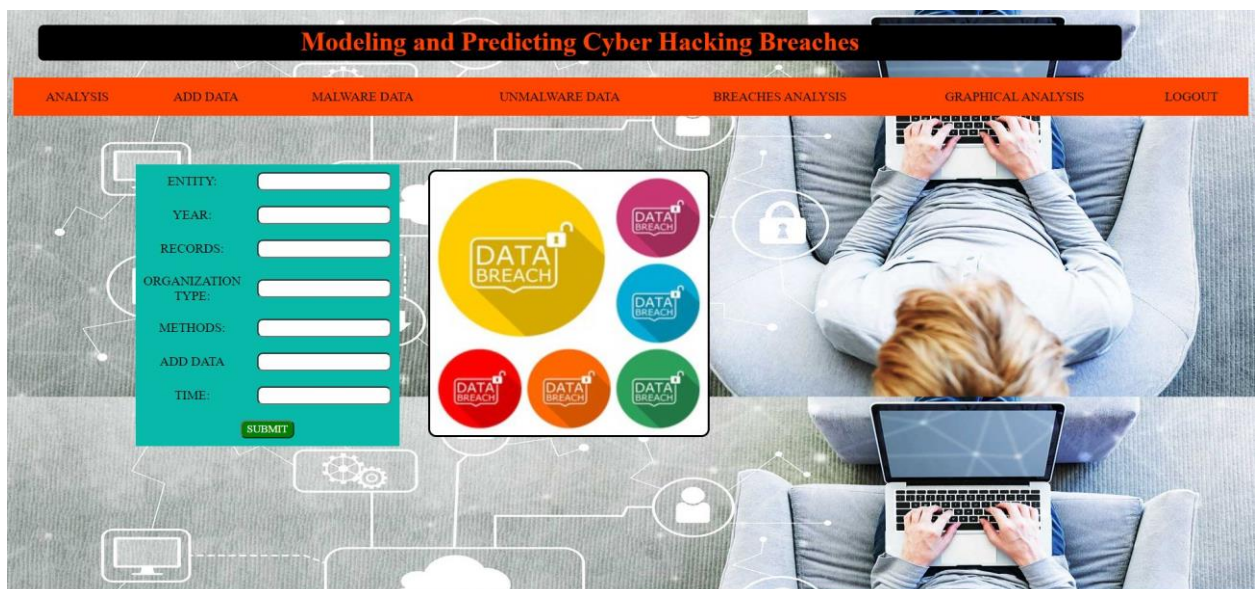 Modeling and Predicting Cyber Hacking Breaches
ANALYSIS ADD DATA MALWARE DATA UNMALWARE DATA BREACHES ANALYSIS GRAPHICAL ANALYSIS LOGOUT
ENTITY:
YEAR:
RECORDS:
ORGANIZATION
TYPE:
METHODS:
ADD DATA
TIME:
SUBMIT
DATA
BREACH
DATA
BREACH
DATA
BREACH
DATA
BREACH
DATA
BREACH
DATA
BREACH